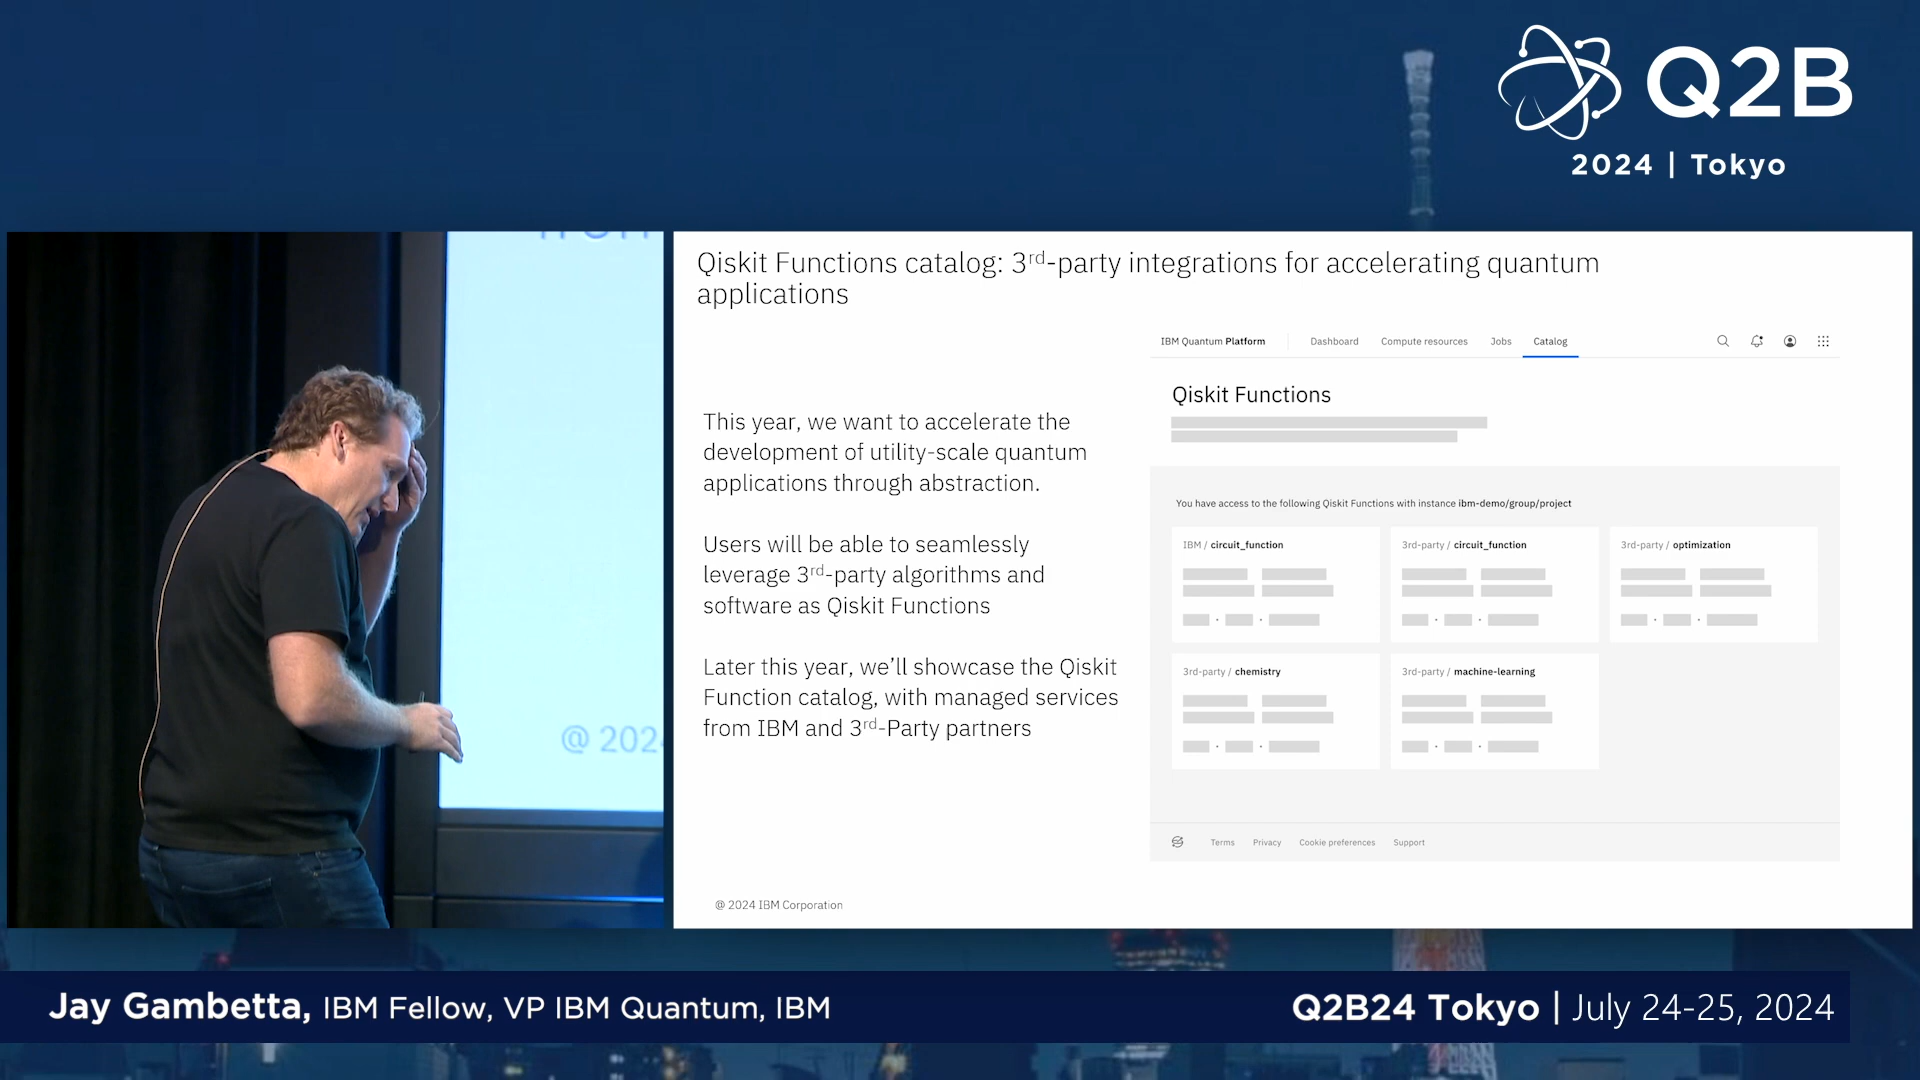 Q2B
2024 | Tokyo
Qiskit Functions catalog: 3rd-party integrations for accelerating quantum
applications
This year, we want to accelerate the
development of utility-scale quantum
applications through abstraction.
Users will be able to seamlessly
leverage 3rd-party algorithms and
software as Qiskit Functions
Later this year, we'll showcase the Qiskit
Function catalog, with managed services
from IBM and 3rd-Party partners
IBM Quantum Platform
Dashboard
Compute resources
Jobs
Catalog
Qiskit Functions
You have access to the following Qiskit Functions with instance ibm-demo/group/project
IBM / circuit_function
3rd-party / circuit_function
3rd-party / optimization
3rd-party / chemistry
3rd-party / machine-learning
Terms
Privacy
Cookie preferences
Support
@ 2024 IBM Corporation
@ 202
Jay Gambetta, IBM Fellow, VP IBM Quantum, IBM
Q2B24 Tokyo | July 24-25, 2024